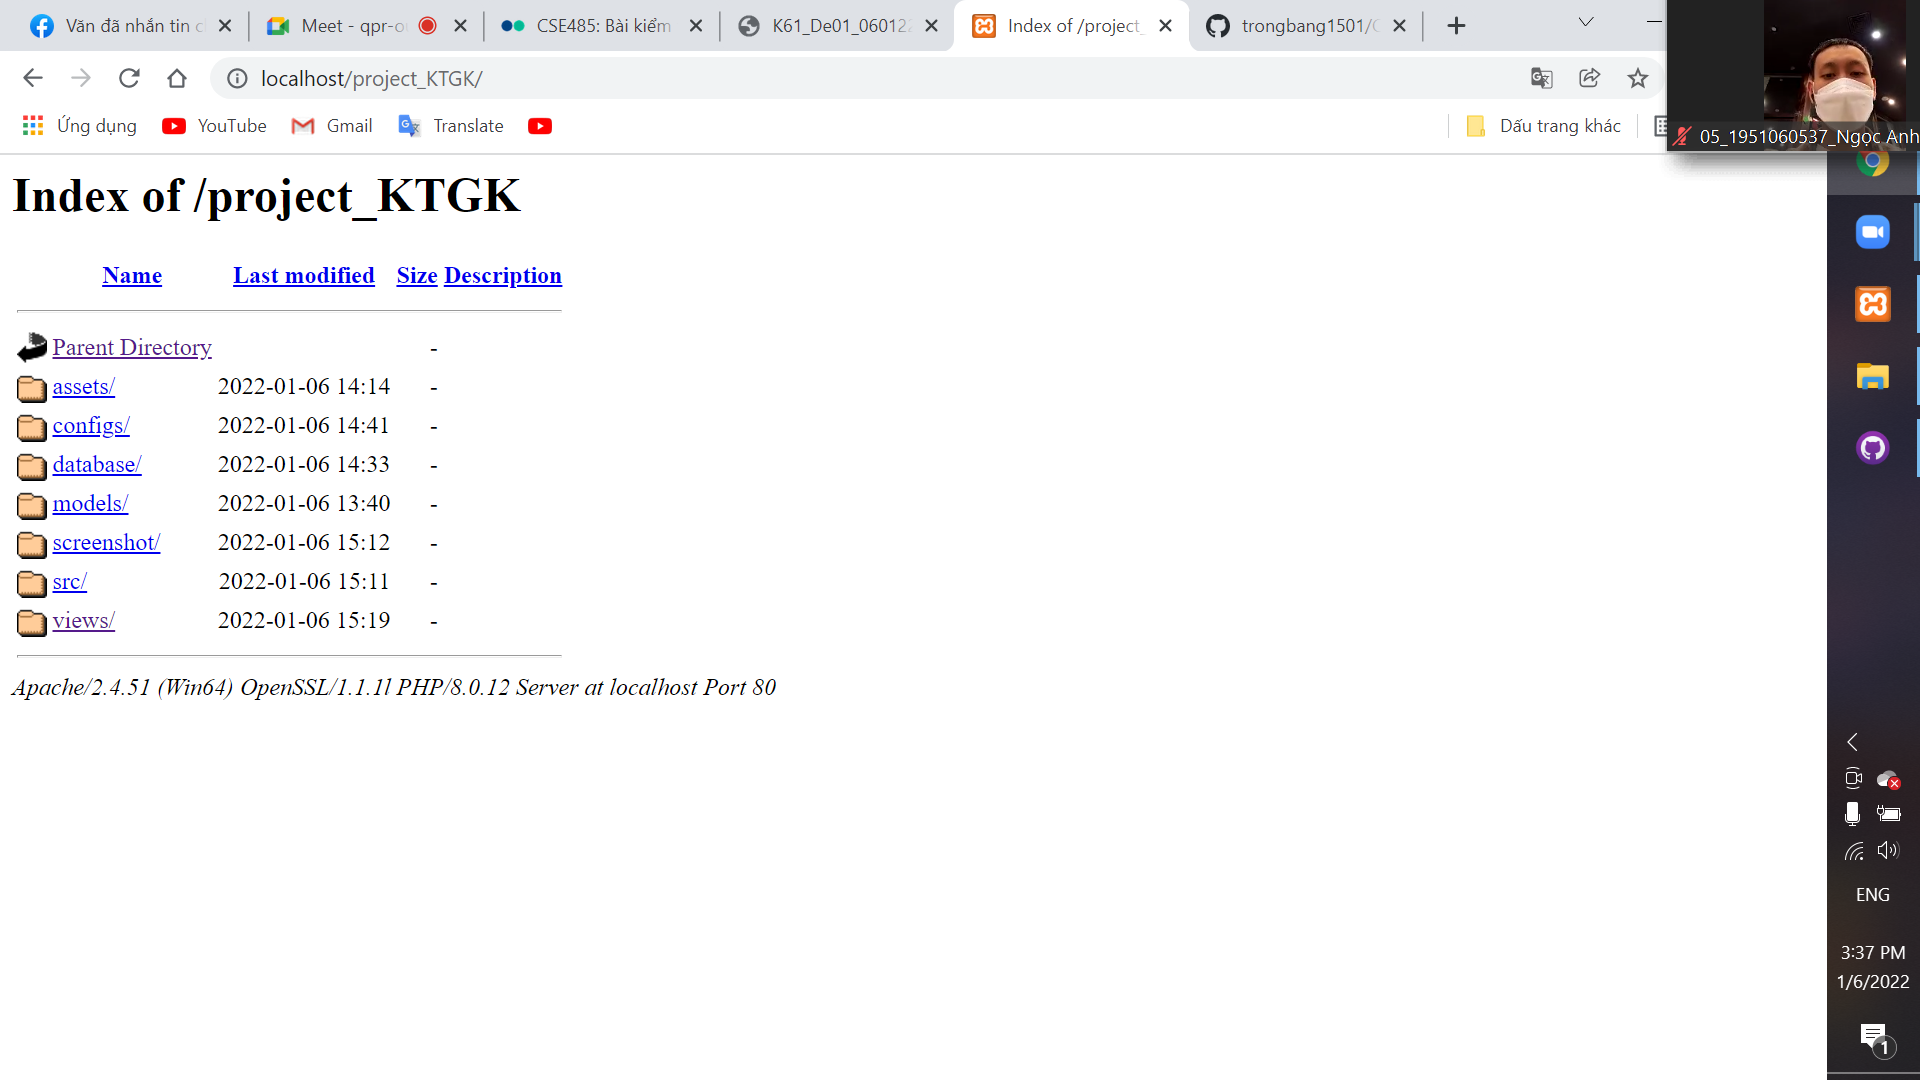 Văn đã nhắn tin c
Meet - qpr-o
CSE485: Bài kiểm
K61_De01_060122
Index of /project_
trongbang1501/C
localhost/project_KTGK/
Ứng dụng
YouTube
Gmail
Translate
Dấu trang khác
05_1951060537_Ngọc Anh
Index of /project_KTGK
Name Last modified Size Description
Parent Directory -
assets/ 2022-01-06 14:14 -
configs/ 2022-01-06 14:41 -
database/ 2022-01-06 14:33 -
models/ 2022-01-06 13:40 -
screenshot/ 2022-01-06 15:12 -
src/ 2022-01-06 15:11 -
views/ 2022-01-06 15:19 -
Apache/2.4.51 (Win64) OpenSSL/1.1.1l PHP/8.0.12 Server at localhost Port 80
ENG
3:37 PM
1/6/2022
1